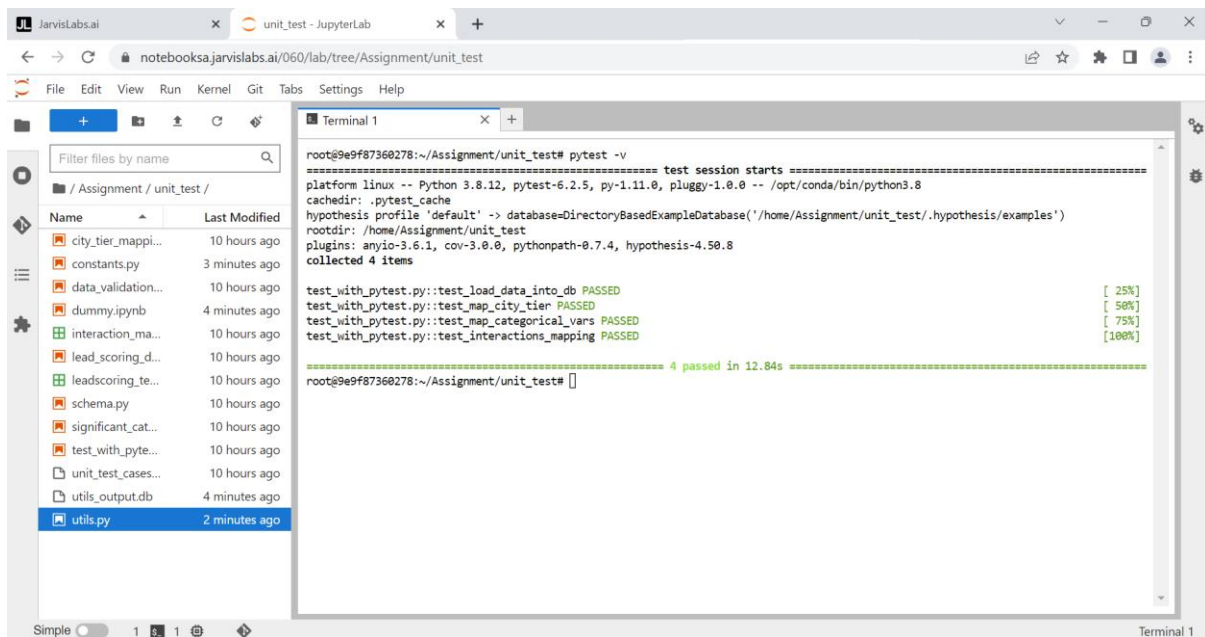 JL JarvisLabs.ai
unit_test - JupyterLab
notebooksa.jarvislabs.ai/060/lab/tree/Assignment/unit_test
File Edit View Run Kernel Git Tabs Settings Help
Filter files by name
/ Assignment / unit_test /
Name Last Modified
city_tier_mappi... 10 hours ago
constants.py 3 minutes ago
data_validation... 10 hours ago
dummy.ipynb 4 minutes ago
interaction_ma... 10 hours ago
lead_scoring_d... 10 hours ago
leadscoring_te... 10 hours ago
schema.py 10 hours ago
significant_cat... 10 hours ago
test_with_pyte... 10 hours ago
unit_test_cases... 10 hours ago
utils_output.db 4 minutes ago
utils.py 2 minutes ago
Terminal 1
root@9e9f87360278:~/Assignment/unit_test# pytest -v
test session starts
platform linux -- Python 3.8.12, pytest-6.2.5, py-1.11.0, pluggy-1.0.0 -- /opt/conda/bin/python3.8
cachedir: .pytest_cache
hypothesis profile 'default' -> database=DirectoryBasedExampleDatabase('/home/Assignment/unit_test/.hypothesis/examples')
rootdir: /home/Assignment/unit_test
plugins: anyio-3.6.1, cov-3.0.0, pythonpath-0.7.4, hypothesis-4.50.8
collected 4 items
test_with_pytest.py::test_load_data_into_db PASSED [ 25%]
test_with_pytest.py::test_map_city_tier PASSED [ 50%]
test_with_pytest.py::test_map_categorical_vars PASSED [ 75%]
test_with_pytest.py::test_interactions_mapping PASSED [100%]
4 passed in 12.84s
root@9e9f87360278:~/Assignment/unit_test#
Simple 1 1 Terminal 1